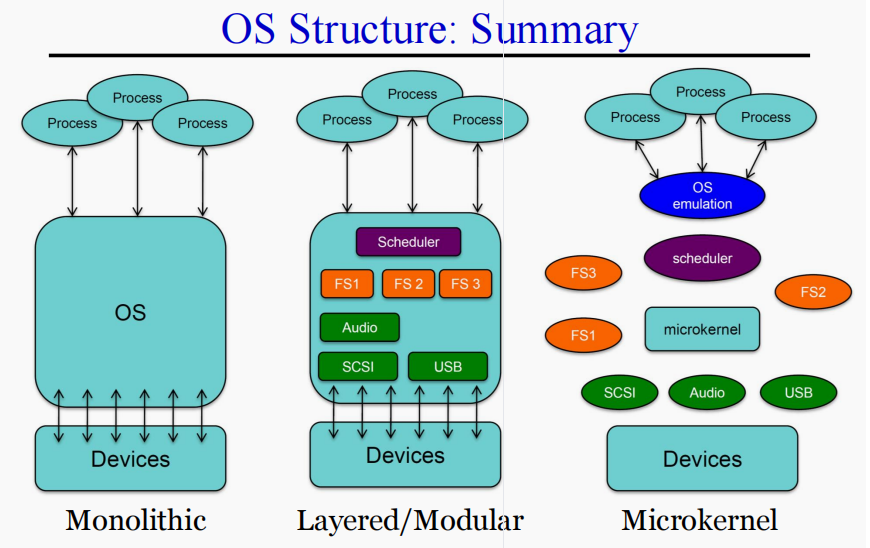 OS Structure: Summary
Process
Process
Process
OS
Devices
Monolithic
Process
Process
Process
Scheduler
FS1 FS 2 FS 3
Audio
SCSI USB
Devices
Layered/Modular
Process
Process
Process
OS
emulation
scheduler
FS3
FS2
FS1
microkernel
SCSI Audio USB
Devices
Microkernel